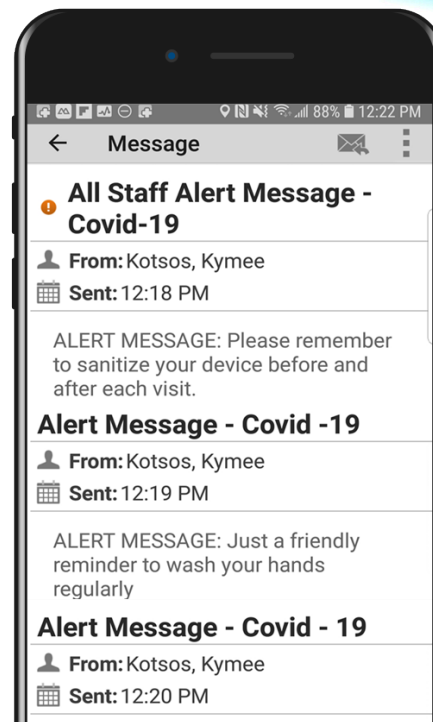 88% 12:22 PM
Message
All Staff Alert Message -
Covid-19
From: Kotsos, Kymee
Sent: 12:18 PM
ALERT MESSAGE: Please remember
to sanitize your device before and
after each visit.
Alert Message - Covid -19
From: Kotsos, Kymee
Sent: 12:19 PM
ALERT MESSAGE: Just a friendly
reminder to wash your hands
regularly
Alert Message - Covid - 19
From: Kotsos, Kymee
Sent: 12:20 PM